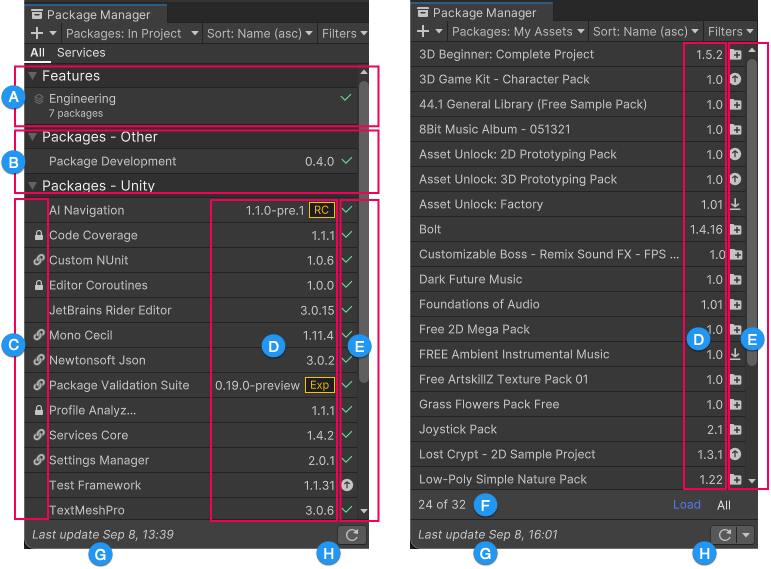 Package Manager
Packages: In Project Sort: Name (asc) Filters
All Services
Features
A
Engineering
7 packages
Packages - Other
B
Package Development 0.4.0
Packages - Unity
AI Navigation 1.1.0-pre.1 RC
Code Coverage 1.1.1
Custom NUnit 1.0.6
Editor Coroutines 1.0.0
JetBrains Rider Editor 3.0.15
C Mono Cecil D 1.11.4 E
Newtonsoft Json 3.0.2
Package Validation Suite 0.19.0-preview Exp
Profile Analyz... 1.1.1
Services Core 1.4.2
Settings Manager 2.0.1
Test Framework 1.1.31
TextMeshPro 3.0.6
Last update Sep 8, 13:39
G H
Package Manager
Packages: My Assets Sort: Name (asc) Filters
3D Beginner: Complete Project 1.5.2
3D Game Kit - Character Pack 1.0
44.1 General Library (Free Sample Pack) 1.0
8Bit Music Album - 051321 1.0
Asset Unlock: 2D Prototyping Pack 1.0
Asset Unlock: 3D Prototyping Pack 1.0
Asset Unlock: Factory 1.01
Bolt 1.4.16
Customizable Boss - Remix Sound FX - FPS ... 1.0
Dark Future Music 1.0
Foundations of Audio 1.01
Free 2D Mega Pack D 1.0 E
FREE Ambient Instrumental Music 1.0
Free ArtskillZ Texture Pack 01 1.0
Grass Flowers Pack Free 1.0
Joystick Pack 2.1
Lost Crypt - 2D Sample Project 1.3.1
Low-Poly Simple Nature Pack 1.22
24 of 32 F Load All
Last update Sep 8, 16:01
G H